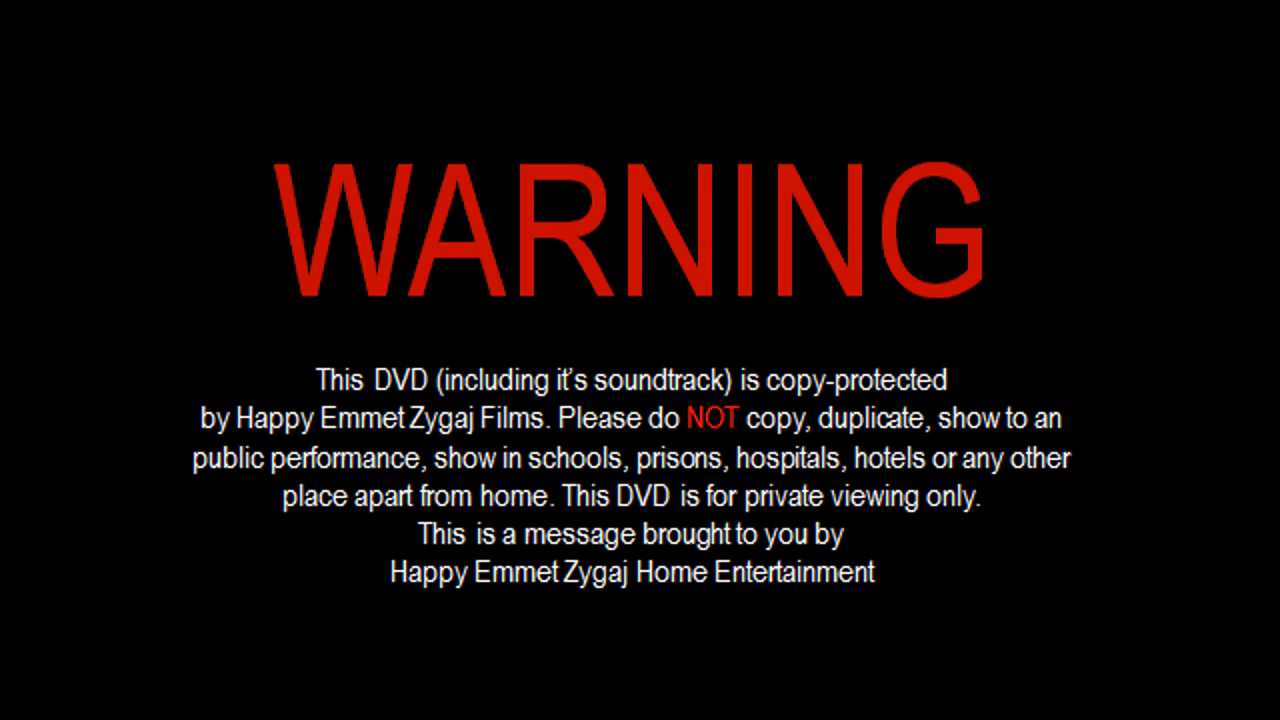 WARNING
This DVD (including it's soundtrack) is copy-protected
by Happy Emmet Zygaj Films. Please do NOT copy, duplicate, show to an
public performance, show in schools, prisons, hospitals, hotels or any other
place apart from home. This DVD is for private viewing only.
This is a message brought to you by
Happy Emmet Zygaj Home Entertainment